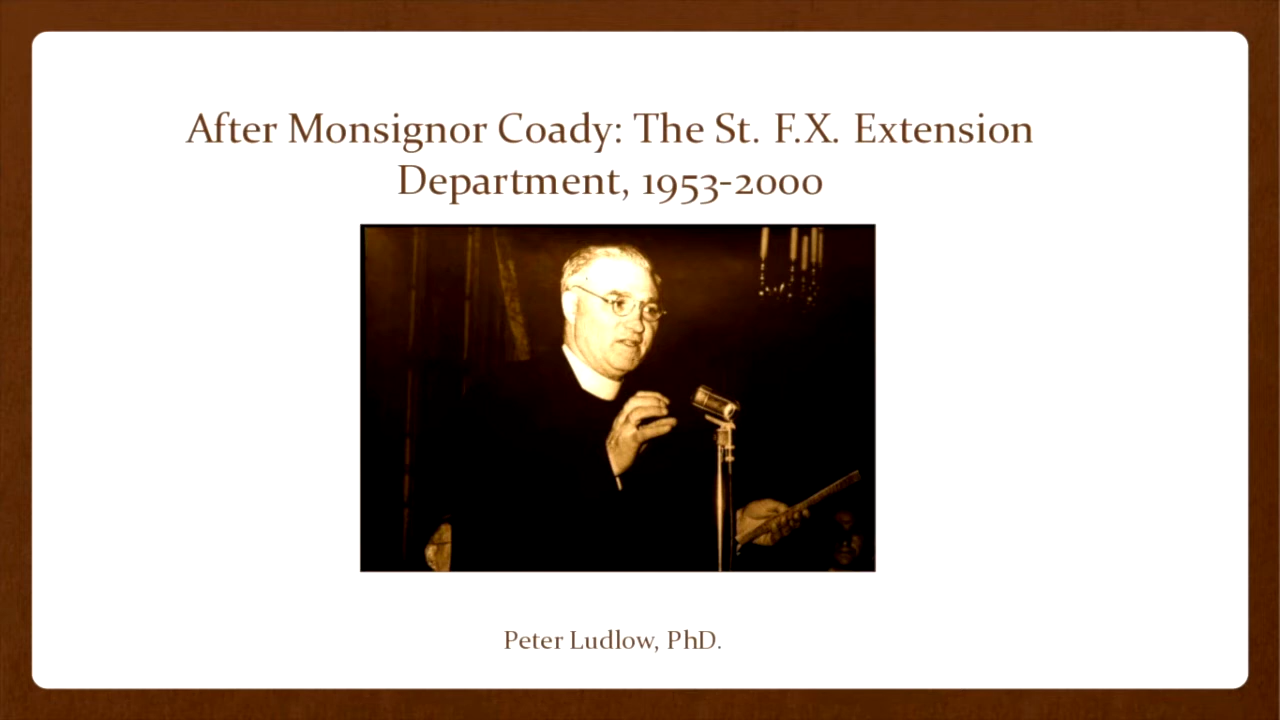 After Monsignor Coady: The St. F.X. Extension
Department, 1953-2000
Peter Ludlow, PhD.